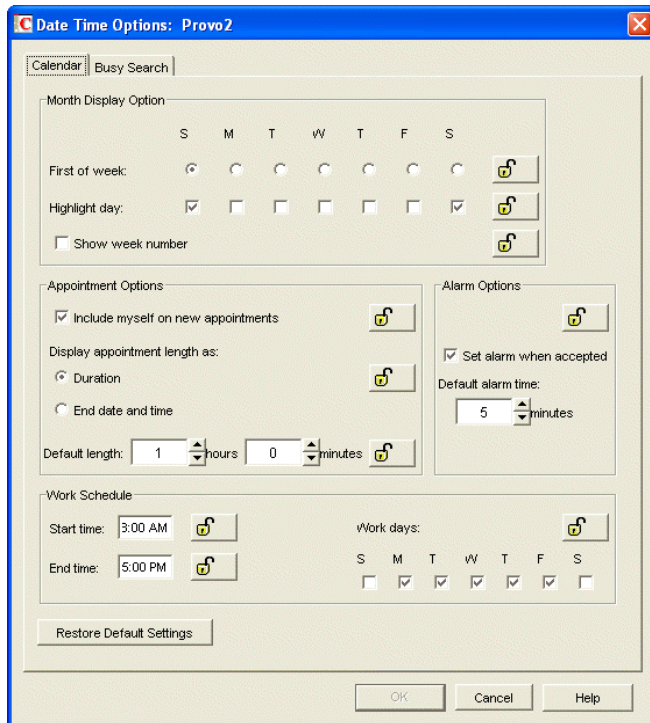 Date Time Options: Provo2
Calendar Busy Search
Month Display Option
S M T W T F S
First of week:
Highlight day:
Show week number
Appointment Options
Include myself on new appointments
Display appointment length as:
Duration
End date and time
Default length: 1 hours 0 minutes
Alarm Options
Set alarm when accepted
Default alarm time:
5 minutes
Work Schedule
Start time: :00 AM
End time: 5:00 PM
Work days:
S M T W T F S
Restore Default Settings
OK Cancel Help